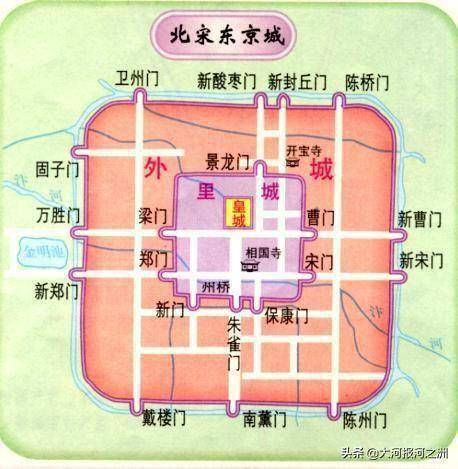 北宋东京城
卫州门
新酸枣门
新封丘门
陈桥门
固子门
外
景龙门
开宝寺
城
里
城
万胜门
梁门
皇城
曹门
新曹门
金明池
郑门
相国寺
宋门
新宋门
新郑门
州桥
新门
朱雀门
保康门
河
河
戴楼门
南薰门
陈州门
头条 @大河报河之洲